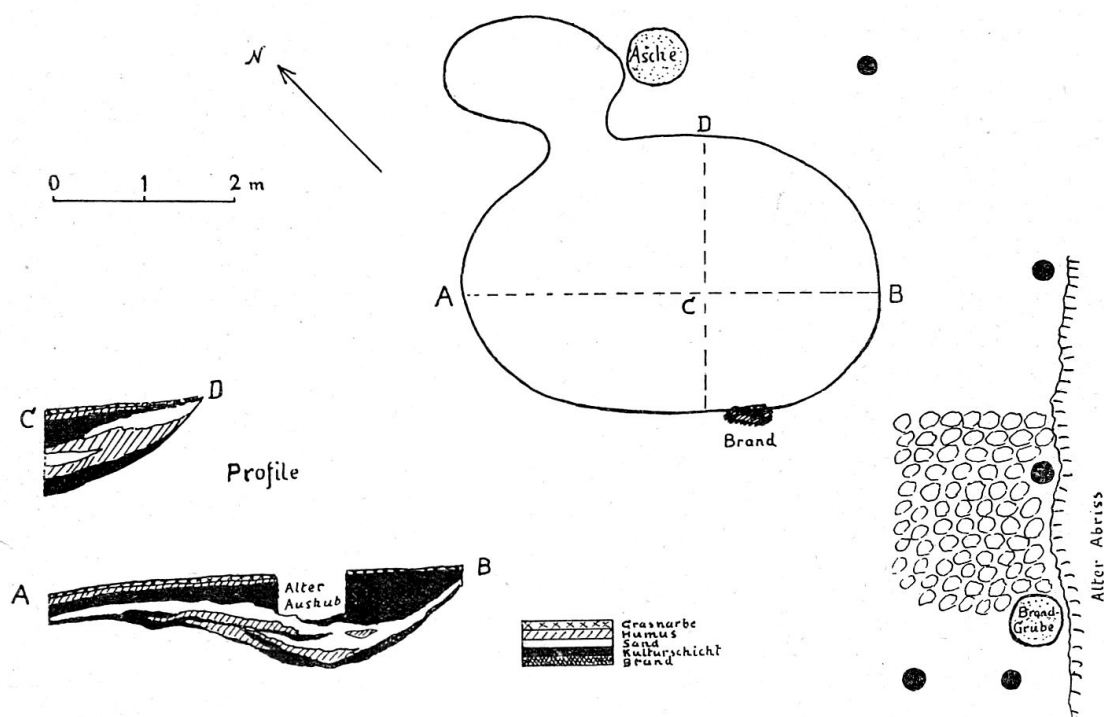 N
Asche
D
0 1 2 m
A
C
B
Brand
C
D
Profile
A
Alter
Aushub
B
Grasnarbe
Humus
Sand
Kulturschicht
Brand
Brand-
Grube
Alter Abriss